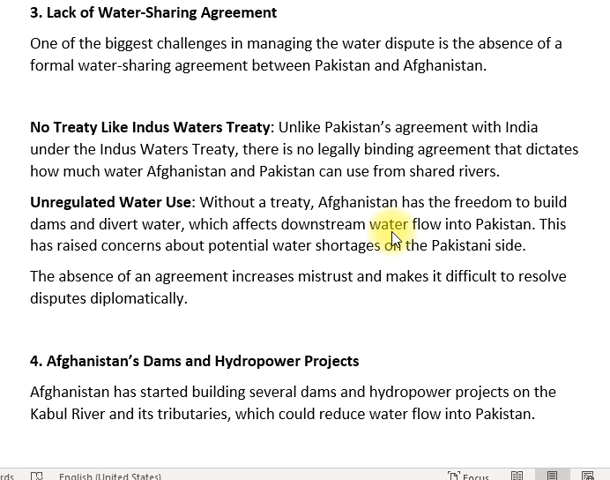 3. Lack of Water-Sharing Agreement
One of the biggest challenges in managing the water dispute is the absence of a
formal water-sharing agreement between Pakistan and Afghanistan.
No Treaty Like Indus Waters Treaty: Unlike Pakistan’s agreement with India
under the Indus Waters Treaty, there is no legally binding agreement that dictates
how much water Afghanistan and Pakistan can use from shared rivers.
Unregulated Water Use: Without a treaty, Afghanistan has the freedom to build
dams and divert water, which affects downstream water flow into Pakistan. This
has raised concerns about potential water shortages on the Pakistani side.
The absence of an agreement increases mistrust and makes it difficult to resolve
disputes diplomatically.
4. Afghanistan’s Dams and Hydropower Projects
Afghanistan has started building several dams and hydropower projects on the
Kabul River and its tributaries, which could reduce water flow into Pakistan.
English (United States) Focus